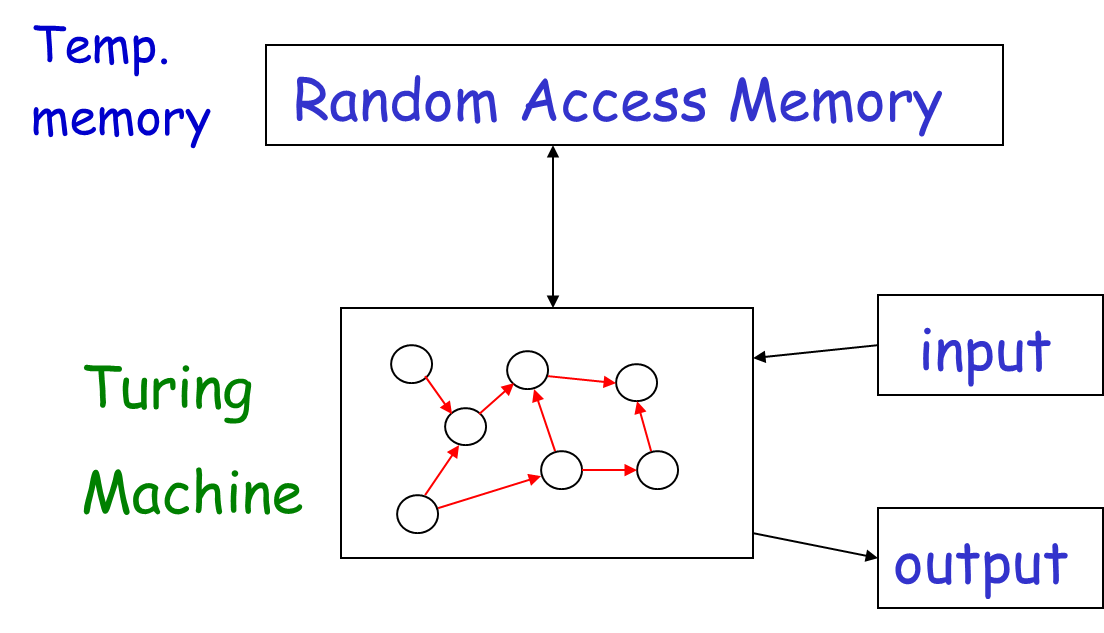 Temp.
memory
Random Access Memory
Turing
Machine
input
output